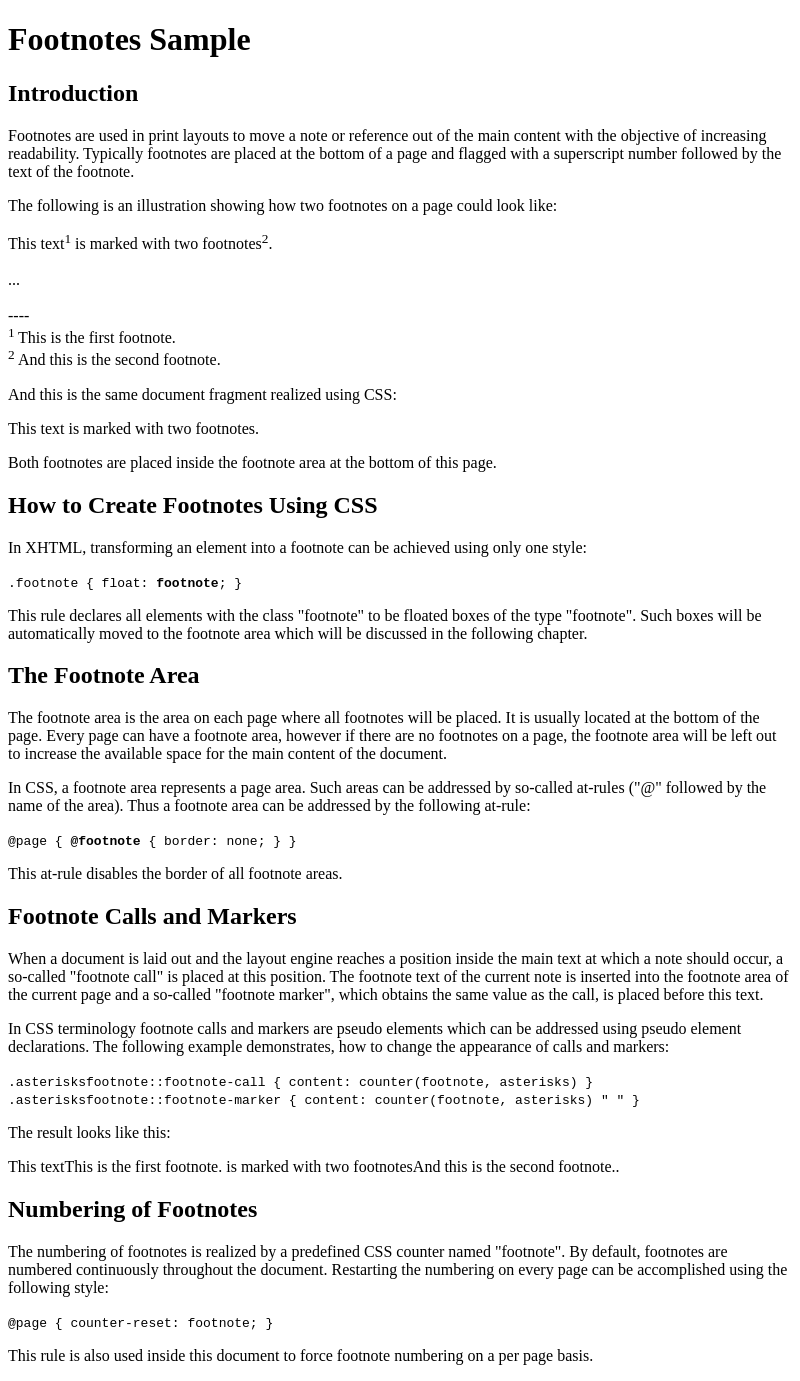 Footnotes Sample
Introduction
Footnotes are used in print layouts to move a note or reference out of the main content with the objective of increasing
readability. Typically footnotes are placed at the bottom of a page and flagged with a superscript number followed by the
text of the footnote.
The following is an illustration showing how two footnotes on a page could look like:
This text1 is marked with two footnotes2.
...
----
1 This is the first footnote.
2 And this is the second footnote.
And this is the same document fragment realized using CSS:
This text is marked with two footnotes.
Both footnotes are placed inside the footnote area at the bottom of this page.
How to Create Footnotes Using CSS
In XHTML, transforming an element into a footnote can be achieved using only one style:
.footnote { float: footnote; }
This rule declares all elements with the class "footnote" to be floated boxes of the type "footnote". Such boxes will be
automatically moved to the footnote area which will be discussed in the following chapter.
The Footnote Area
The footnote area is the area on each page where all footnotes will be placed. It is usually located at the bottom of the
page. Every page can have a footnote area, however if there are no footnotes on a page, the footnote area will be left out
to increase the available space for the main content of the document.
In CSS, a footnote area represents a page area. Such areas can be addressed by so-called at-rules ("@" followed by the
name of the area). Thus a footnote area can be addressed by the following at-rule:
@page { @footnote { border: none; } }
This at-rule disables the border of all footnote areas.
Footnote Calls and Markers
When a document is laid out and the layout engine reaches a position inside the main text at which a note should occur, a
so-called "footnote call" is placed at this position. The footnote text of the current note is inserted into the footnote area of
the current page and a so-called "footnote marker", which obtains the same value as the call, is placed before this text.
In CSS terminology footnote calls and markers are pseudo elements which can be addressed using pseudo element
declarations. The following example demonstrates, how to change the appearance of calls and markers:
.asterisksfootnote::footnote-call { content: counter(footnote, asterisks) }
.asterisksfootnote::footnote-marker { content: counter(footnote, asterisks) " " }
The result looks like this:
This textThis is the first footnote. is marked with two footnotesAnd this is the second footnote..
Numbering of Footnotes
The numbering of footnotes is realized by a predefined CSS counter named "footnote". By default, footnotes are
numbered continuously throughout the document. Restarting the numbering on every page can be accomplished using the
following style:
@page { counter-reset: footnote; }
This rule is also used inside this document to force footnote numbering on a per page basis.